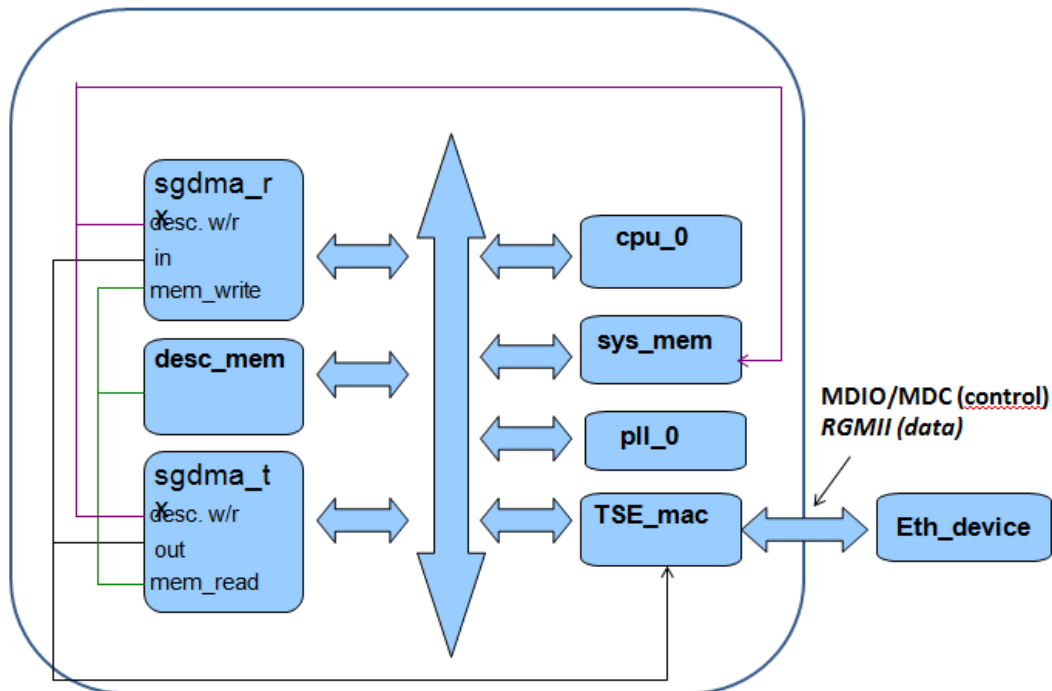 sgdma_r
x
desc. w/r
in
mem_write
desc_mem
sgdma_t
x
desc. w/r
out
mem_read
cpu_0
sys_mem
pll_0
TSE_mac
MDIO/MDC (control)
RGMII (data)
Eth_device